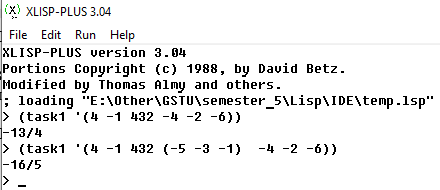 XLISP-PLUS 3.04
File Edit Run Help
XLISP-PLUS version 3.04
Portions Copyright (c) 1988, by David Betz.
Modified by Thomas Almy and others.
; loading "E:\Other\GSTU\semester_5\Lisp\IDE\temp.lsp"
> (task1 '(4 -1 432 -4 -2 -6))
-13/4
> (task1 '(4 -1 432 (-5 -3 -1)  -4 -2 -6))
-16/5
> _